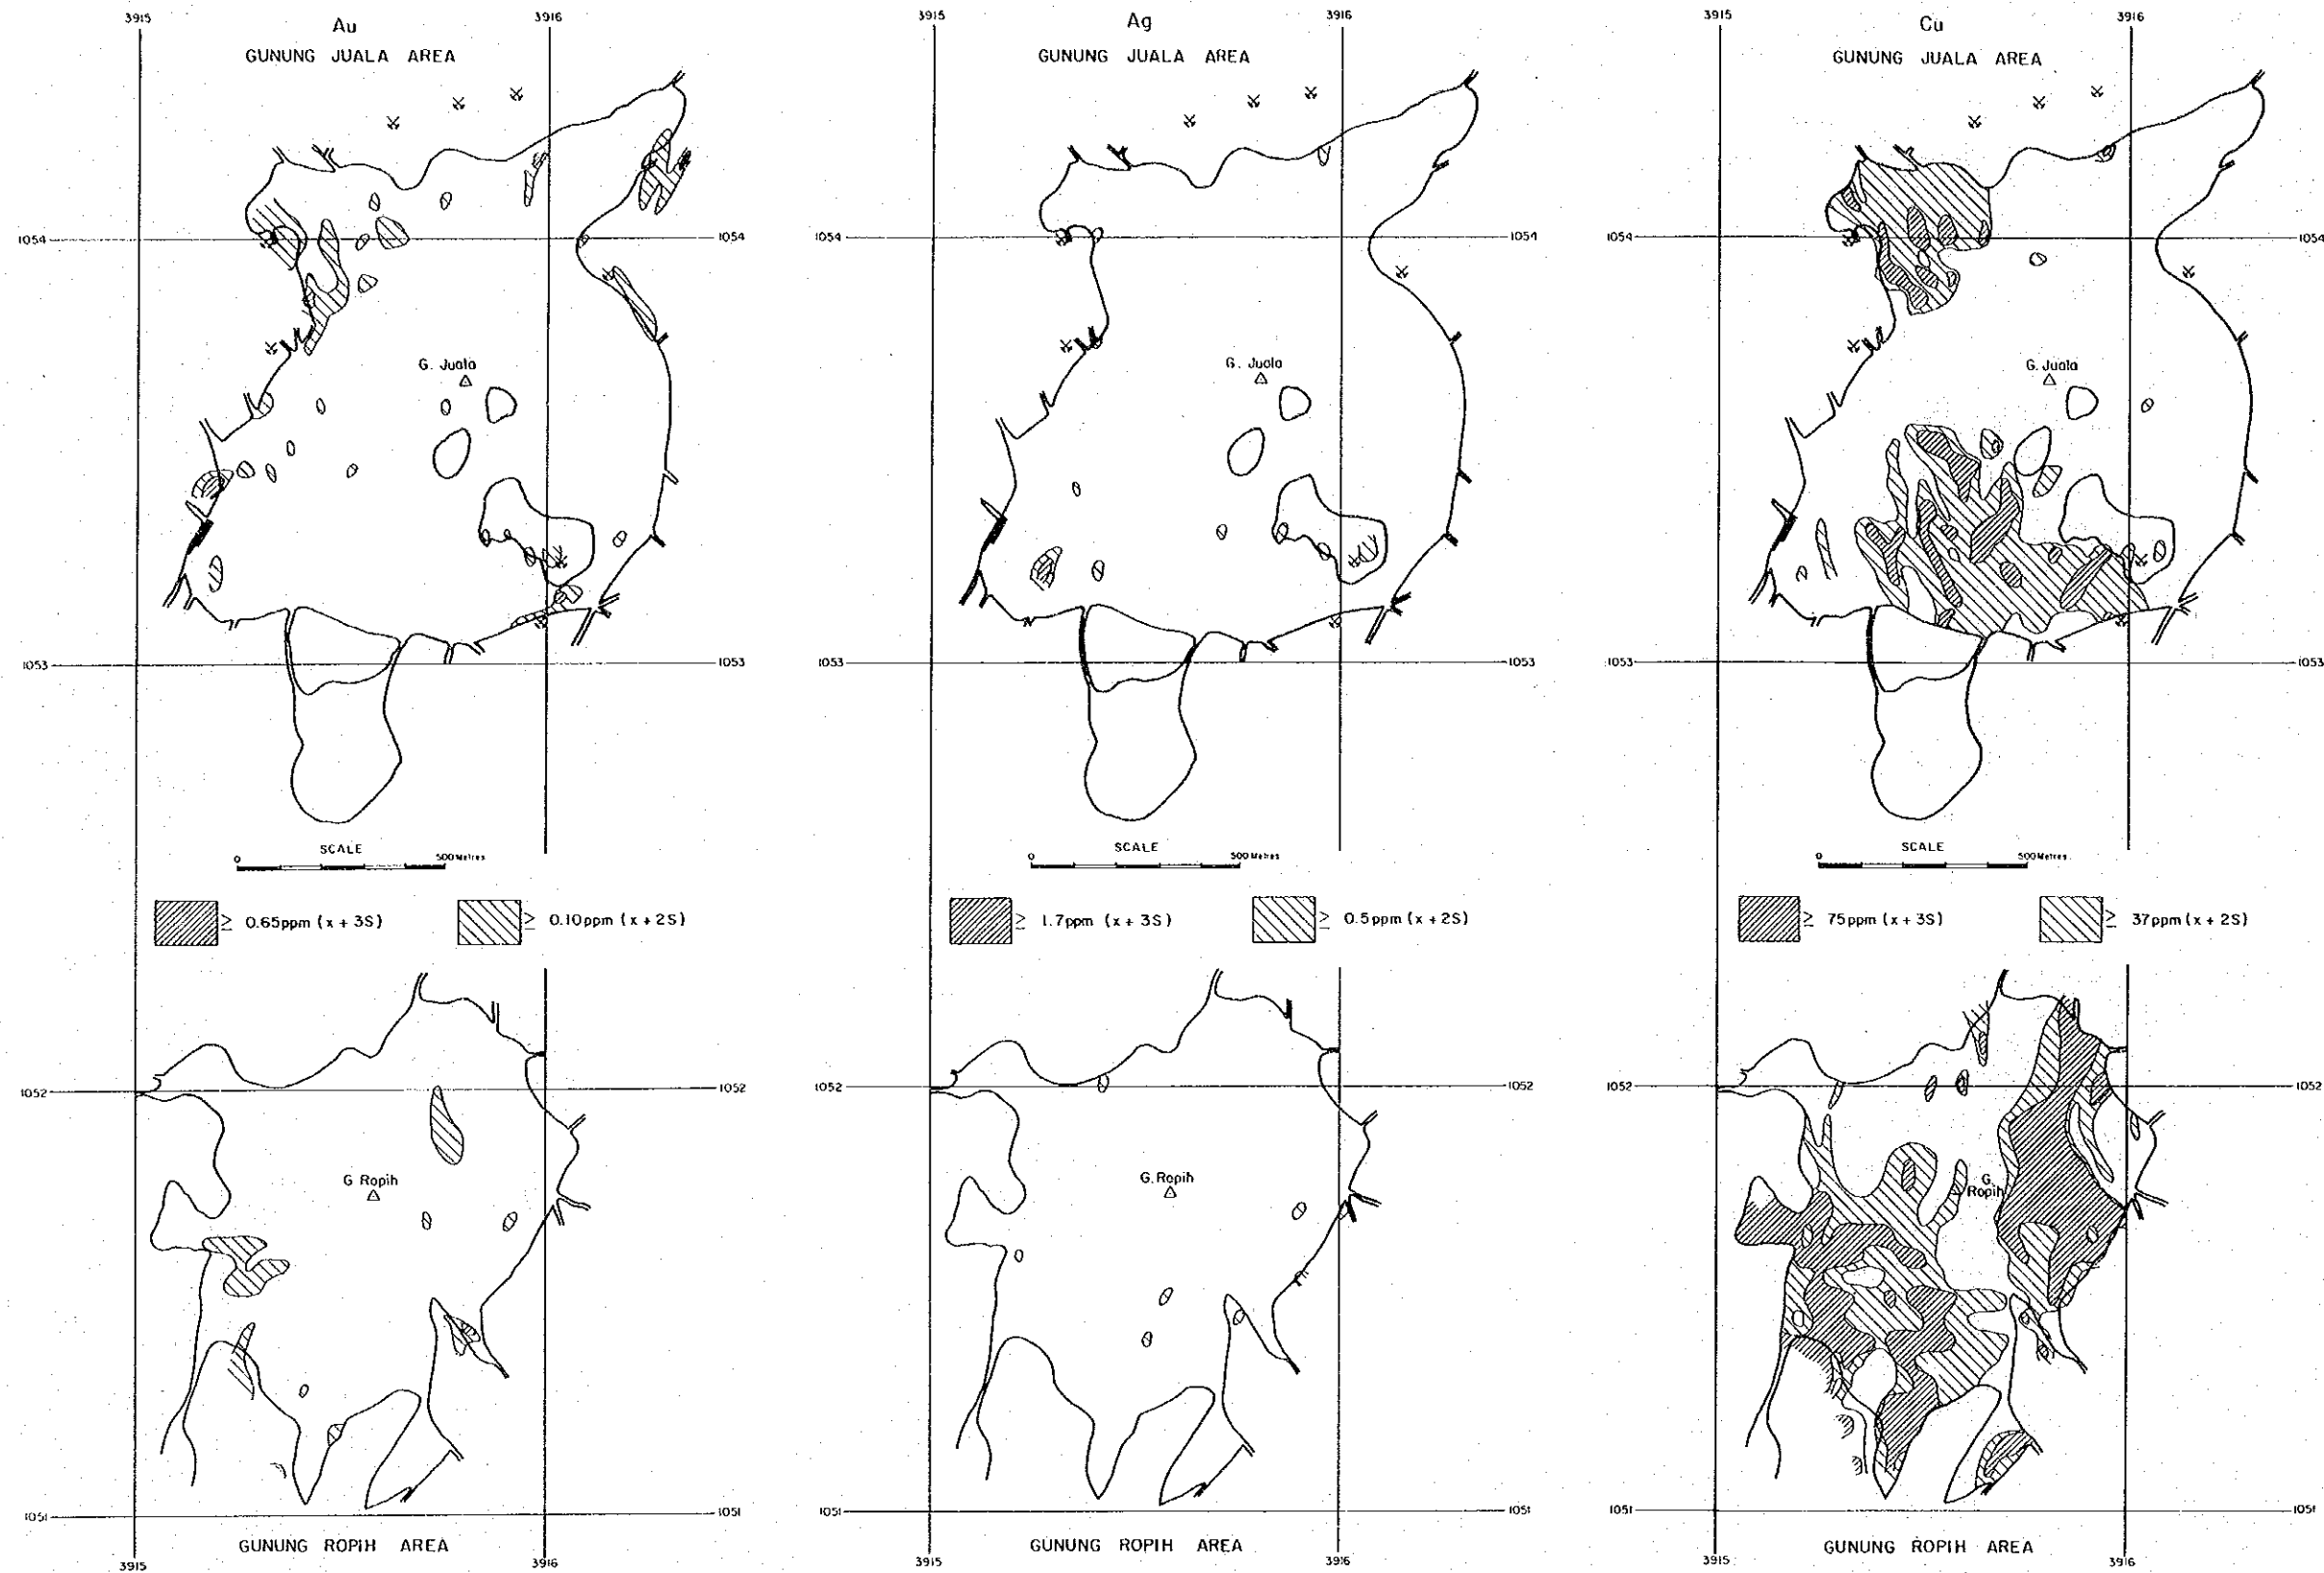 3915
Au
3916
GUNUNG JUALA AREA
1054
1054
G. Juala
1053
1053
SCALE
0
500 Metres
≥ 0.65ppm (x + 3S)
≥ 0.10ppm (x + 2S)
1052
1052
G Ropih
1051
1051
GUNUNG ROPIH AREA
3915
3916
3915
Ag
3916
GUNUNG JUALA AREA
1054
1054
G. Juala
1053
1053
SCALE
0
500 Metres
≥ 1.7ppm (x + 3S)
≥ 0.5ppm (x + 2S)
1052
1052
G. Ropih
1051
1051
GUNUNG ROPIH AREA
3915
3916
3915
Cu
3916
GUNUNG JUALA AREA
1054
1054
G. Juala
1053
1053
SCALE
0
500 Metres
≥ 75ppm (x + 3S)
≥ 37ppm (x + 2S)
1052
1052
G.
Ropih
1051
1051
GUNUNG ROPIH AREA
3915
3916